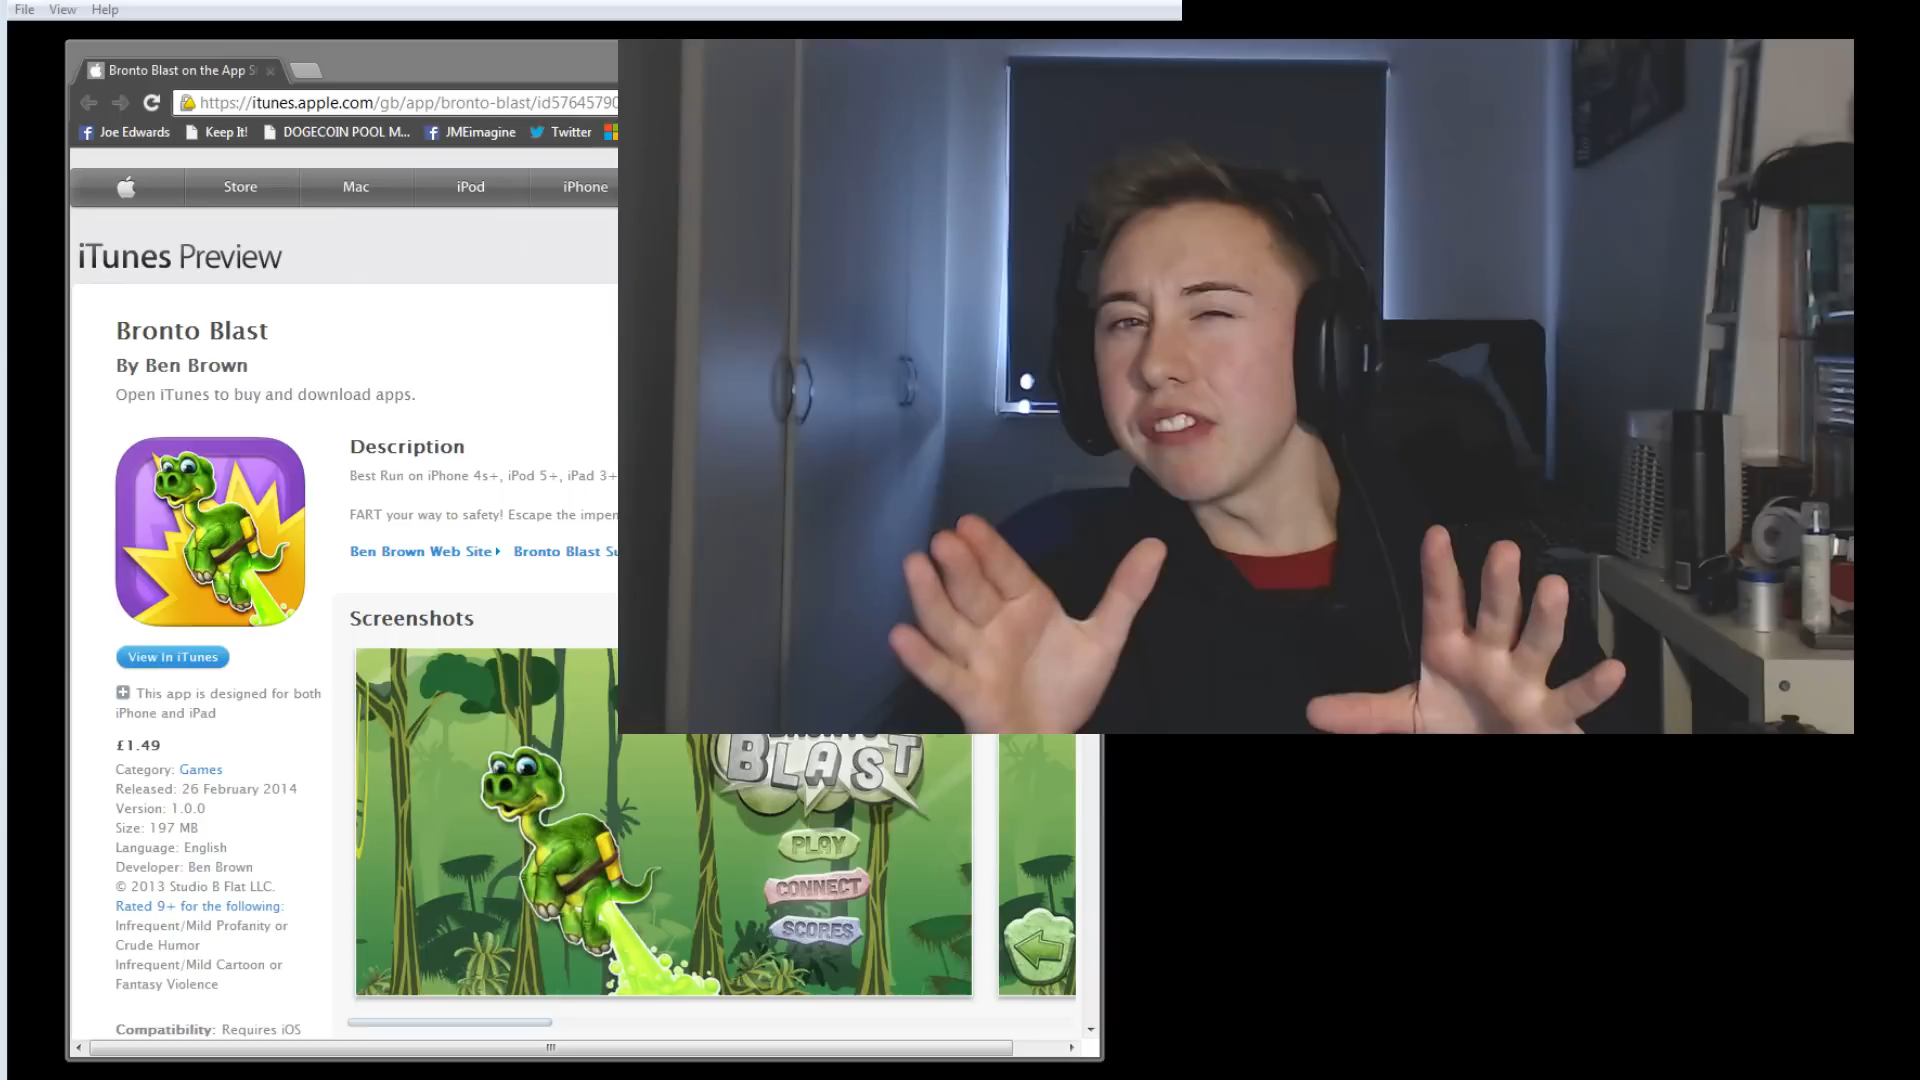 File View Help
Bronto Blast on the App S
https://itunes.apple.com/gb/app/bronto-blast/id57645790
Joe Edwards Keep It! DOGECOIN POOL M... JMEimagine Twitter
Store Mac iPod iPhone
iTunes Preview
Bronto Blast
By Ben Brown
Open iTunes to buy and download apps.
Description
Best Run on iPhone 4s+, iPod 5+, iPad 3+
FART your way to safety! Escape the impen
Ben Brown Web Site Bronto Blast Su
Screenshots
View In iTunes
This app is designed for both
iPhone and iPad
£1.49
Category: Games
Released: 26 February 2014
Version: 1.0.0
Size: 197 MB
Language: English
Developer: Ben Brown
© 2013 Studio B Flat LLC.
Rated 9+ for the following:
Infrequent/Mild Profanity or
Crude Humor
Infrequent/Mild Cartoon or
Fantasy Violence
Compatibility: Requires iOS
BLAST
PLAY
CONNECT
SCORES